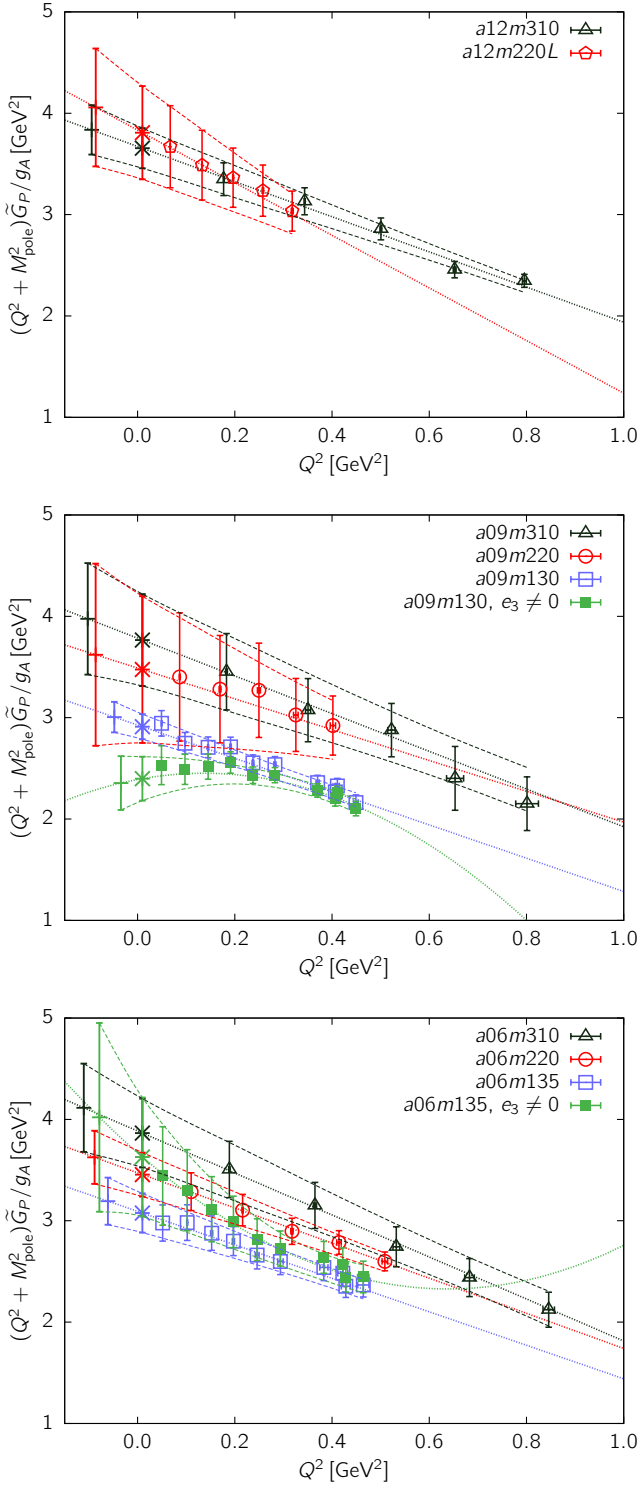 5
4
3
2
1
0.0 0.2 0.4 0.6 0.8 1.0
(Q² + M²pole)G̃P/gA [GeV²]
Q² [GeV²]
a12m310
a12m220L
5
4
3
2
1
0.0 0.2 0.4 0.6 0.8 1.0
(Q² + M²pole)G̃P/gA [GeV²]
Q² [GeV²]
a09m310
a09m220
a09m130
a09m130, e₃ ≠ 0
5
4
3
2
1
0.0 0.2 0.4 0.6 0.8 1.0
(Q² + M²pole)G̃P/gA [GeV²]
Q² [GeV²]
a06m310
a06m220
a06m135
a06m135, e₃ ≠ 0